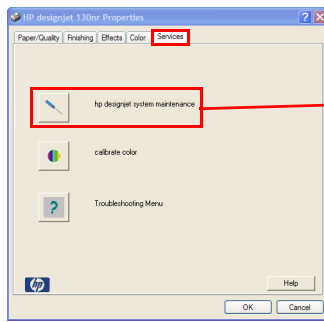 HP designjet 130nr Properties
Paper/Quality Finishing Effects Color Services
hp designjet system maintenance
calibrate color
Troubleshooting Menu
hp
Help
OK Cancel